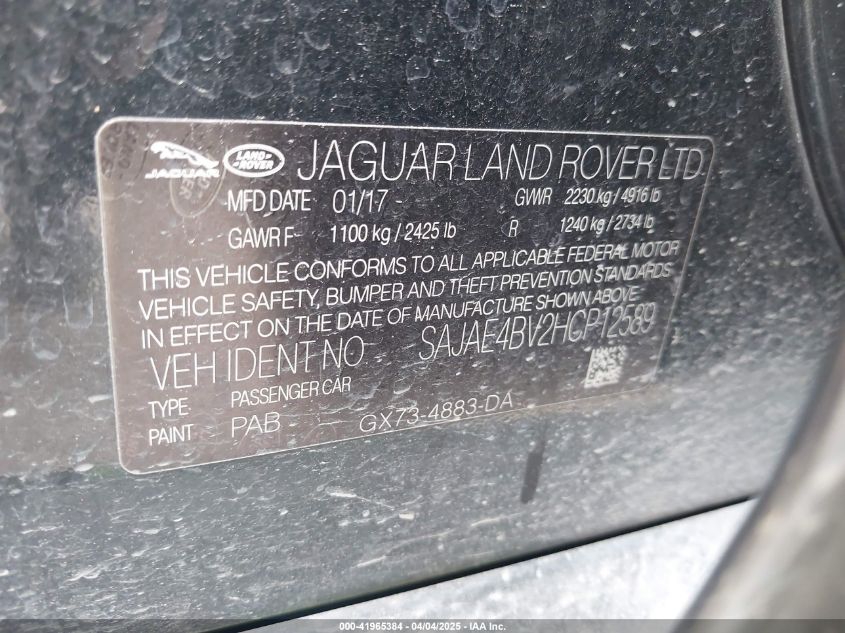 JAGUAR LAND ROVER JAGUAR LAND ROVER LTD.
MFD DATE 01/17 GVWR 2230 kg / 4916 lb
GAWR F 1100 kg / 2425 lb R 1240 kg / 2734 lb
THIS VEHICLE CONFORMS TO ALL APPLICABLE FEDERAL MOTOR
VEHICLE SAFETY, BUMPER AND THEFT PREVENTION STANDARDS
IN EFFECT ON THE DATE OF MANUFACTURE SHOWN ABOVE.
VEH IDENT NO SAJAE4BV2HCP12589
TYPE PASSENGER CAR
PAINT PAB GX73-4883-DA
000-41965384 - 04/04/2025 - IAA Inc.